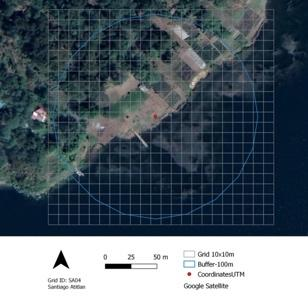 0 25 50 m
Grid ID: SA04
Santiago Atitlan
Grid 10x10m
Buffer-100m
CoordinatesUTM
Google Satellite